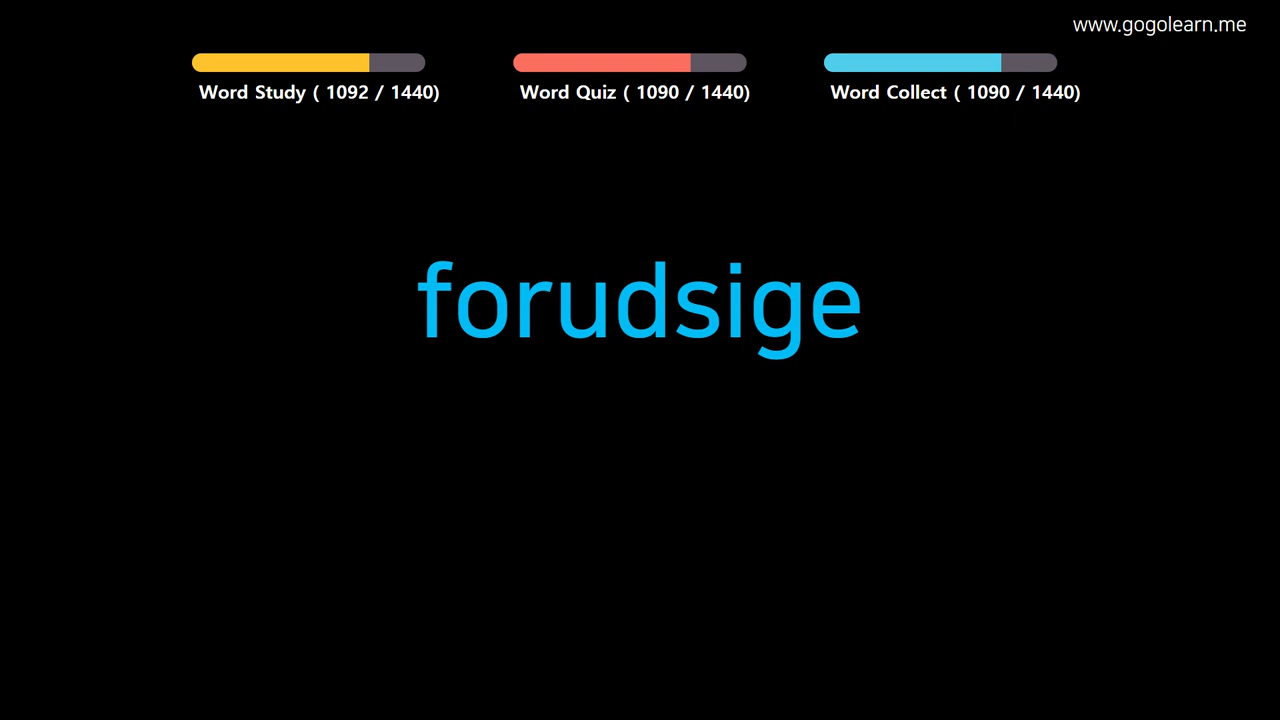 www.gogolearn.me
Word Study ( 1092 / 1440)
Word Quiz ( 1090 / 1440)
Word Collect ( 1090 / 1440)
forudsige